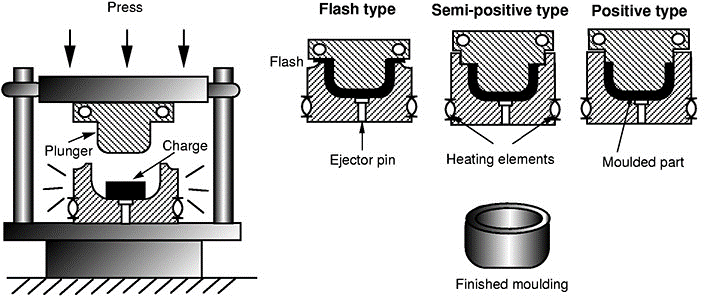 Press
Plunger
Charge
Flash type
Semi-positive type
Positive type
Flash
Ejector pin
Heating elements
Moulded part
Finished moulding